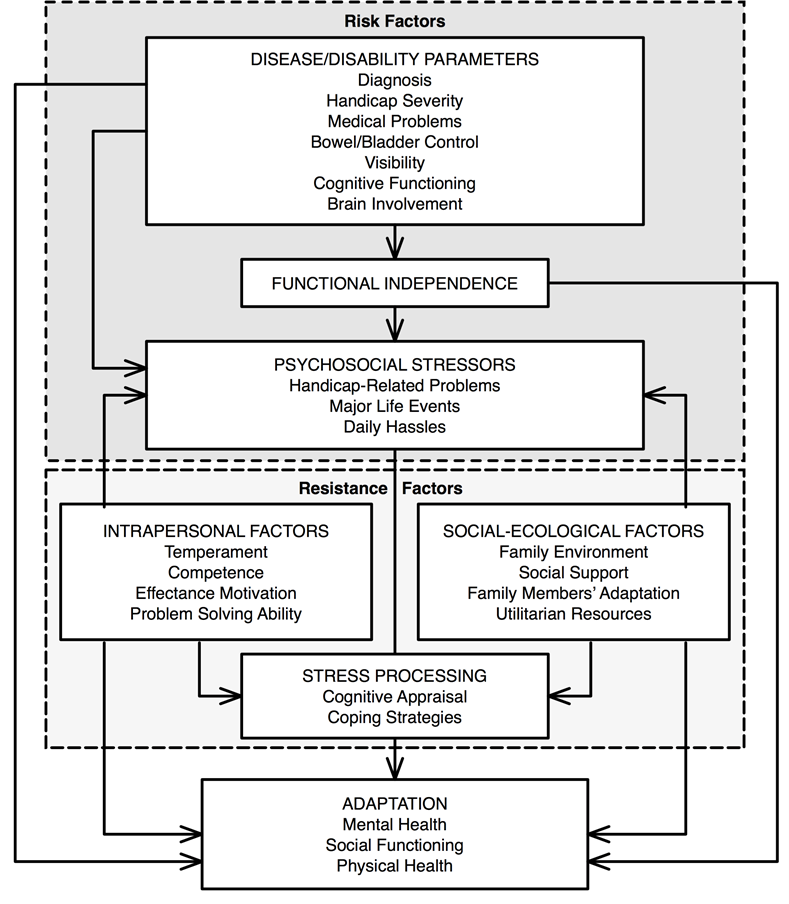 Risk Factors
DISEASE/DISABILITY PARAMETERS
Diagnosis
Handicap Severity
Medical Problems
Bowel/Bladder Control
Visibility
Cognitive Functioning
Brain Involvement
FUNCTIONAL INDEPENDENCE
PSYCHOSOCIAL STRESSORS
Handicap-Related Problems
Major Life Events
Daily Hassles
Resistance Factors
INTRAPERSONAL FACTORS
Temperament
Competence
Effectance Motivation
Problem Solving Ability
SOCIAL-ECOLOGICAL FACTORS
Family Environment
Social Support
Family Members’ Adaptation
Utilitarian Resources
STRESS PROCESSING
Cognitive Appraisal
Coping Strategies
ADAPTATION
Mental Health
Social Functioning
Physical Health